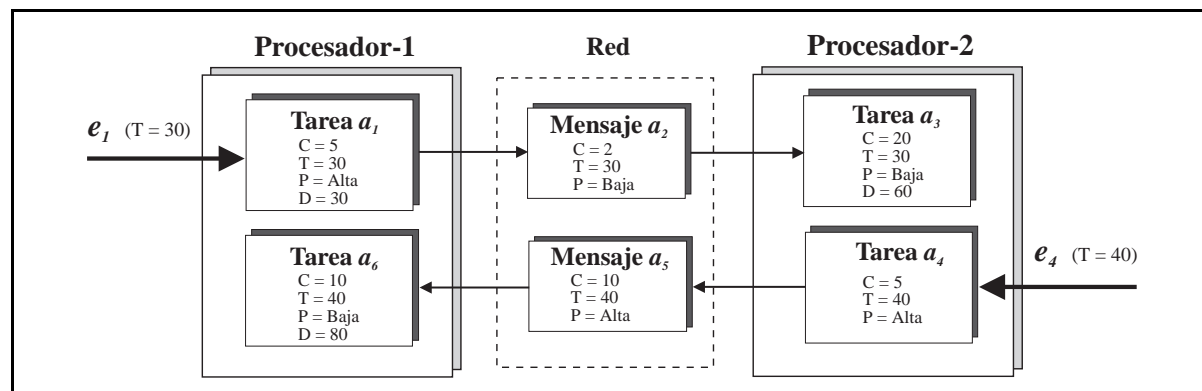 Procesador-1
Red
Procesador-2
e1 (T = 30)
Tarea a1
C = 5
T = 30
P = Alta
D = 30
Mensaje a2
C = 2
T = 30
P = Baja
Tarea a3
C = 20
T = 30
P = Baja
D = 60
Tarea a6
C = 10
T = 40
P = Baja
D = 80
Mensaje a5
C = 10
T = 40
P = Alta
Tarea a4
C = 5
T = 40
P = Alta
e4 (T = 40)